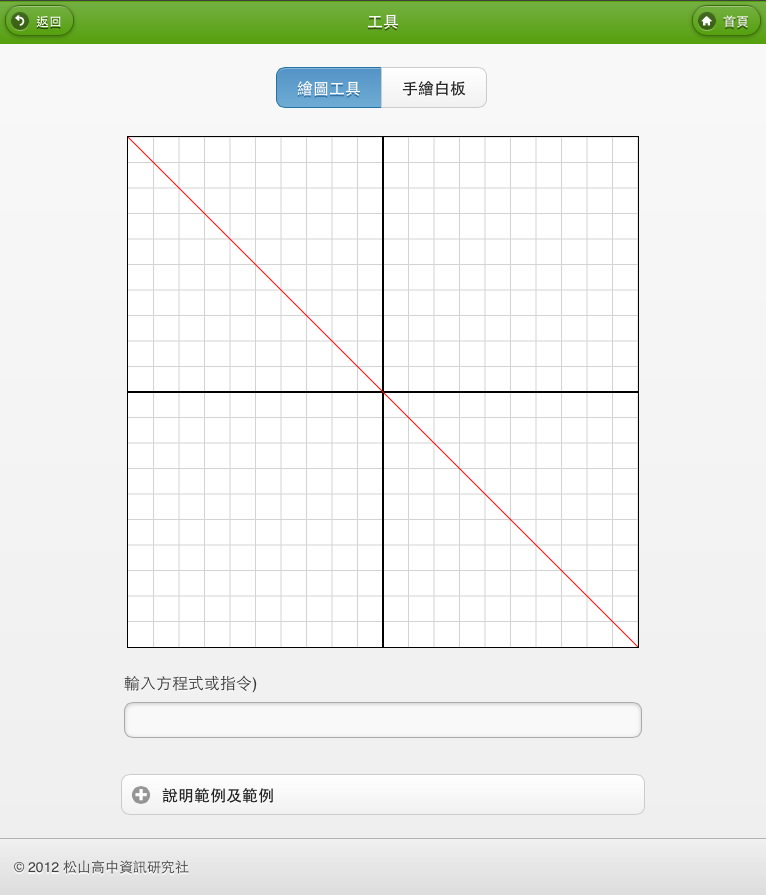 返回
工具
首頁
繪圖工具
手繪白板
輸入方程式或指令)
說明範例及範例
© 2012 松山高中資訊研究社